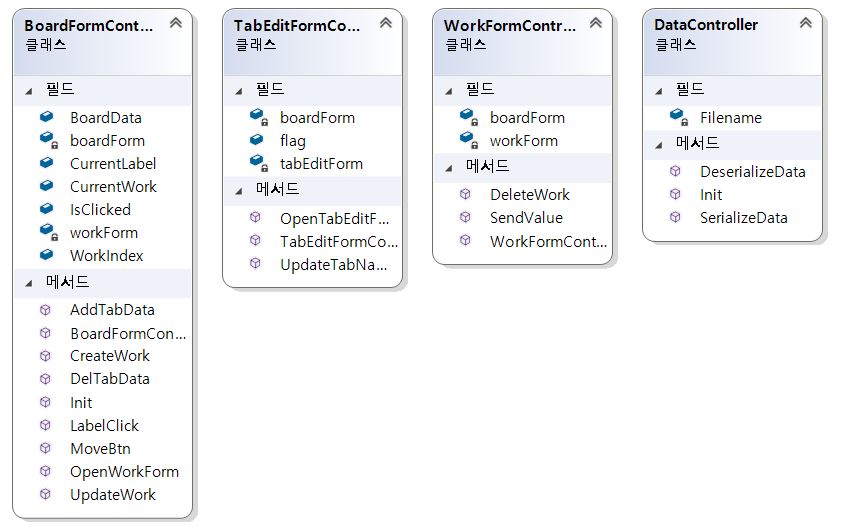 BoardFormCont...
클래스
필드
BoardData
boardForm
CurrentLabel
CurrentWork
IsClicked
workForm
WorkIndex
메서드
AddTabData
BoardFormCon...
CreateWork
DelTabData
Init
LabelClick
MoveBtn
OpenWorkForm
UpdateWork
TabEditFormCo...
클래스
필드
boardForm
flag
tabEditForm
메서드
OpenTabEditF...
TabEditFormCo...
UpdateTabNa...
WorkFormContr...
클래스
필드
boardForm
workForm
메서드
DeleteWork
SendValue
WorkFormCont...
DataController
클래스
필드
Filename
메서드
DeserializeData
Init
SerializeData